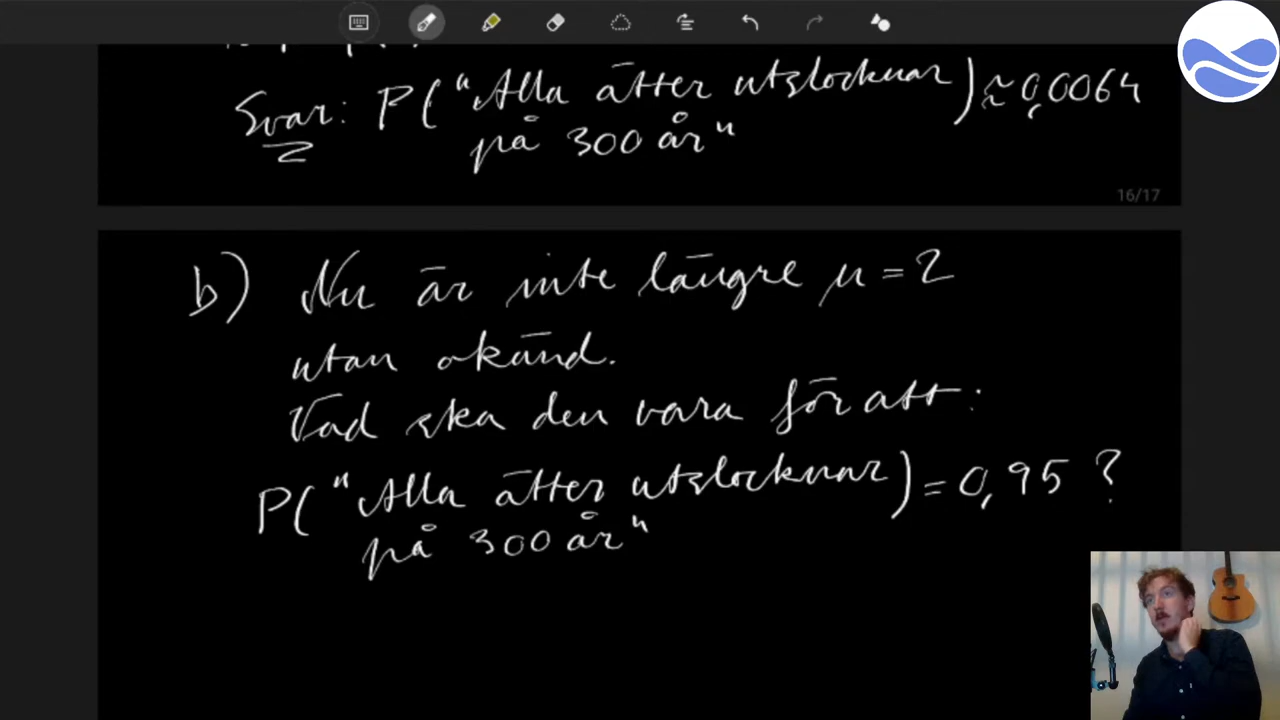 Svar: P("Alla ätter utslocknar) ≈ 0,0064
på 300 år"
16/17
b) Nu är inte längre μ = 2
utan okänd.
Vad ska den vara för att:
P("Alla ätter utslocknar) = 0,95 ?
på 300 år"